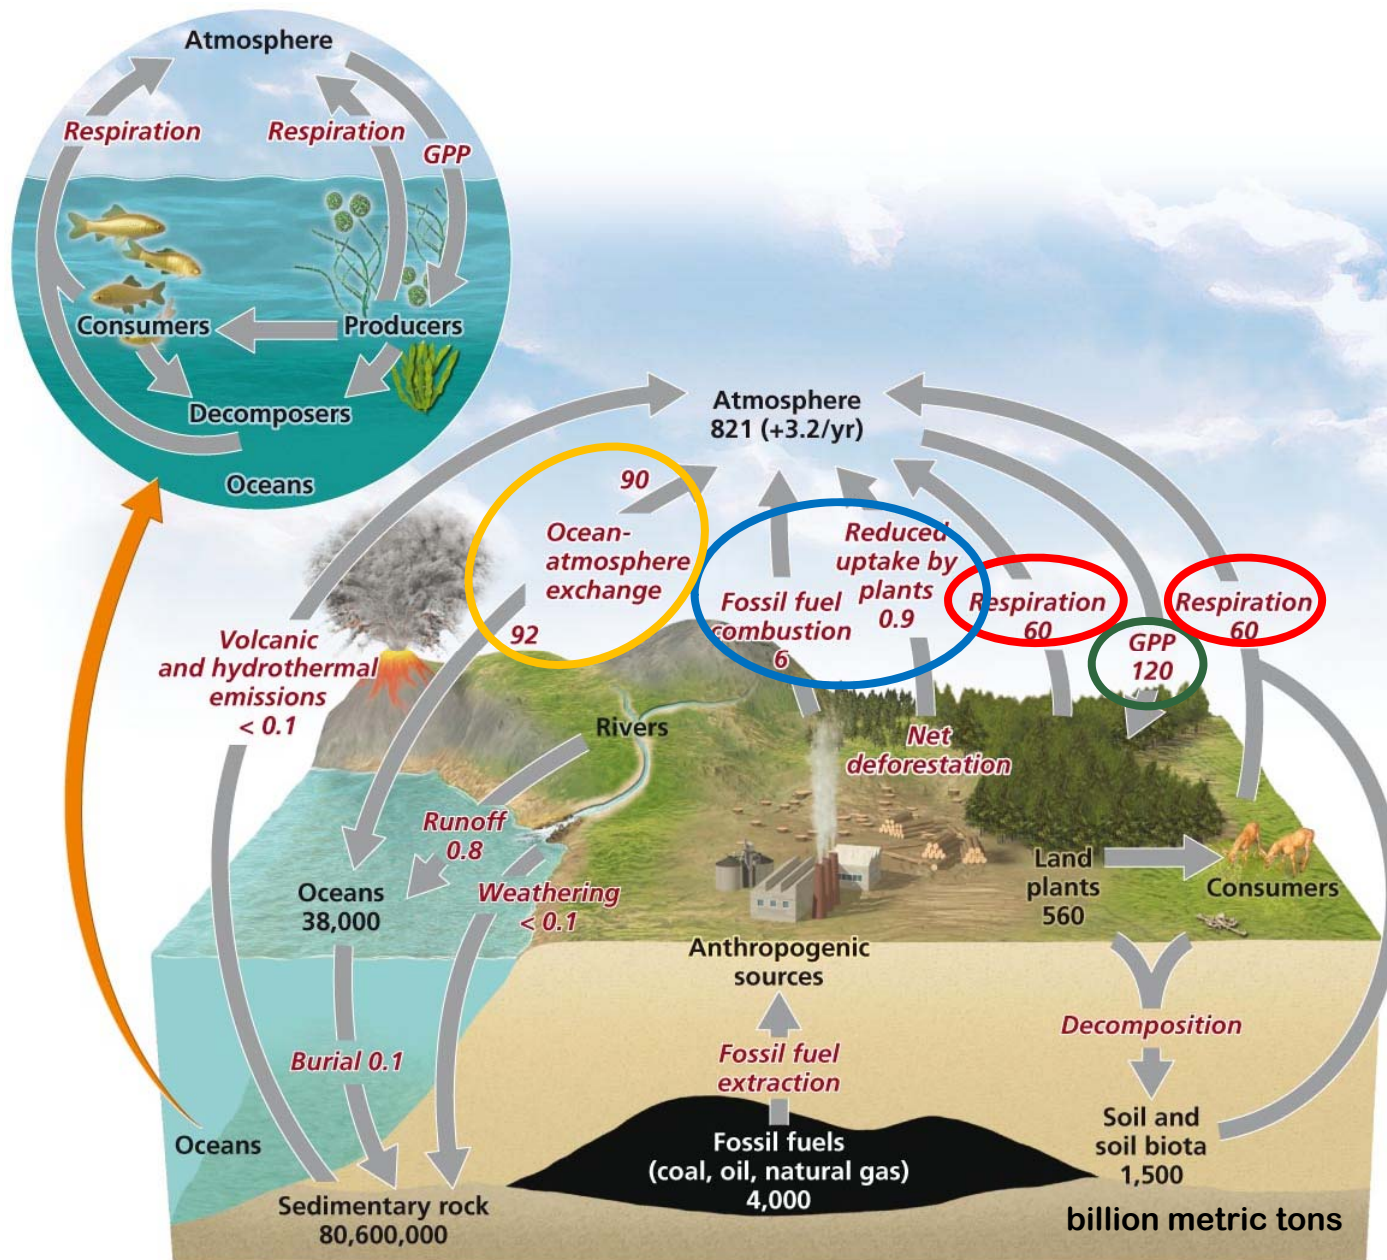 Atmosphere
Respiration
Respiration
GPP
Consumers
Producers
Decomposers
Oceans
Atmosphere
821 (+3.2/yr)
90
Ocean-
atmosphere
exchange
92
Reduced
uptake by
plants
0.9
Fossil fuel
combustion
6
Respiration
60
GPP
120
Respiration
60
Volcanic
and hydrothermal
emissions
< 0.1
Rivers
Net
deforestation
Runoff
0.8
Oceans
38,000
Weathering
< 0.1
Land
plants
560
Consumers
Anthropogenic
sources
Burial 0.1
Fossil fuel
extraction
Decomposition
Oceans
Soil and
soil biota
1,500
Fossil fuels
(coal, oil, natural gas)
4,000
Sedimentary rock
80,600,000
billion metric tons